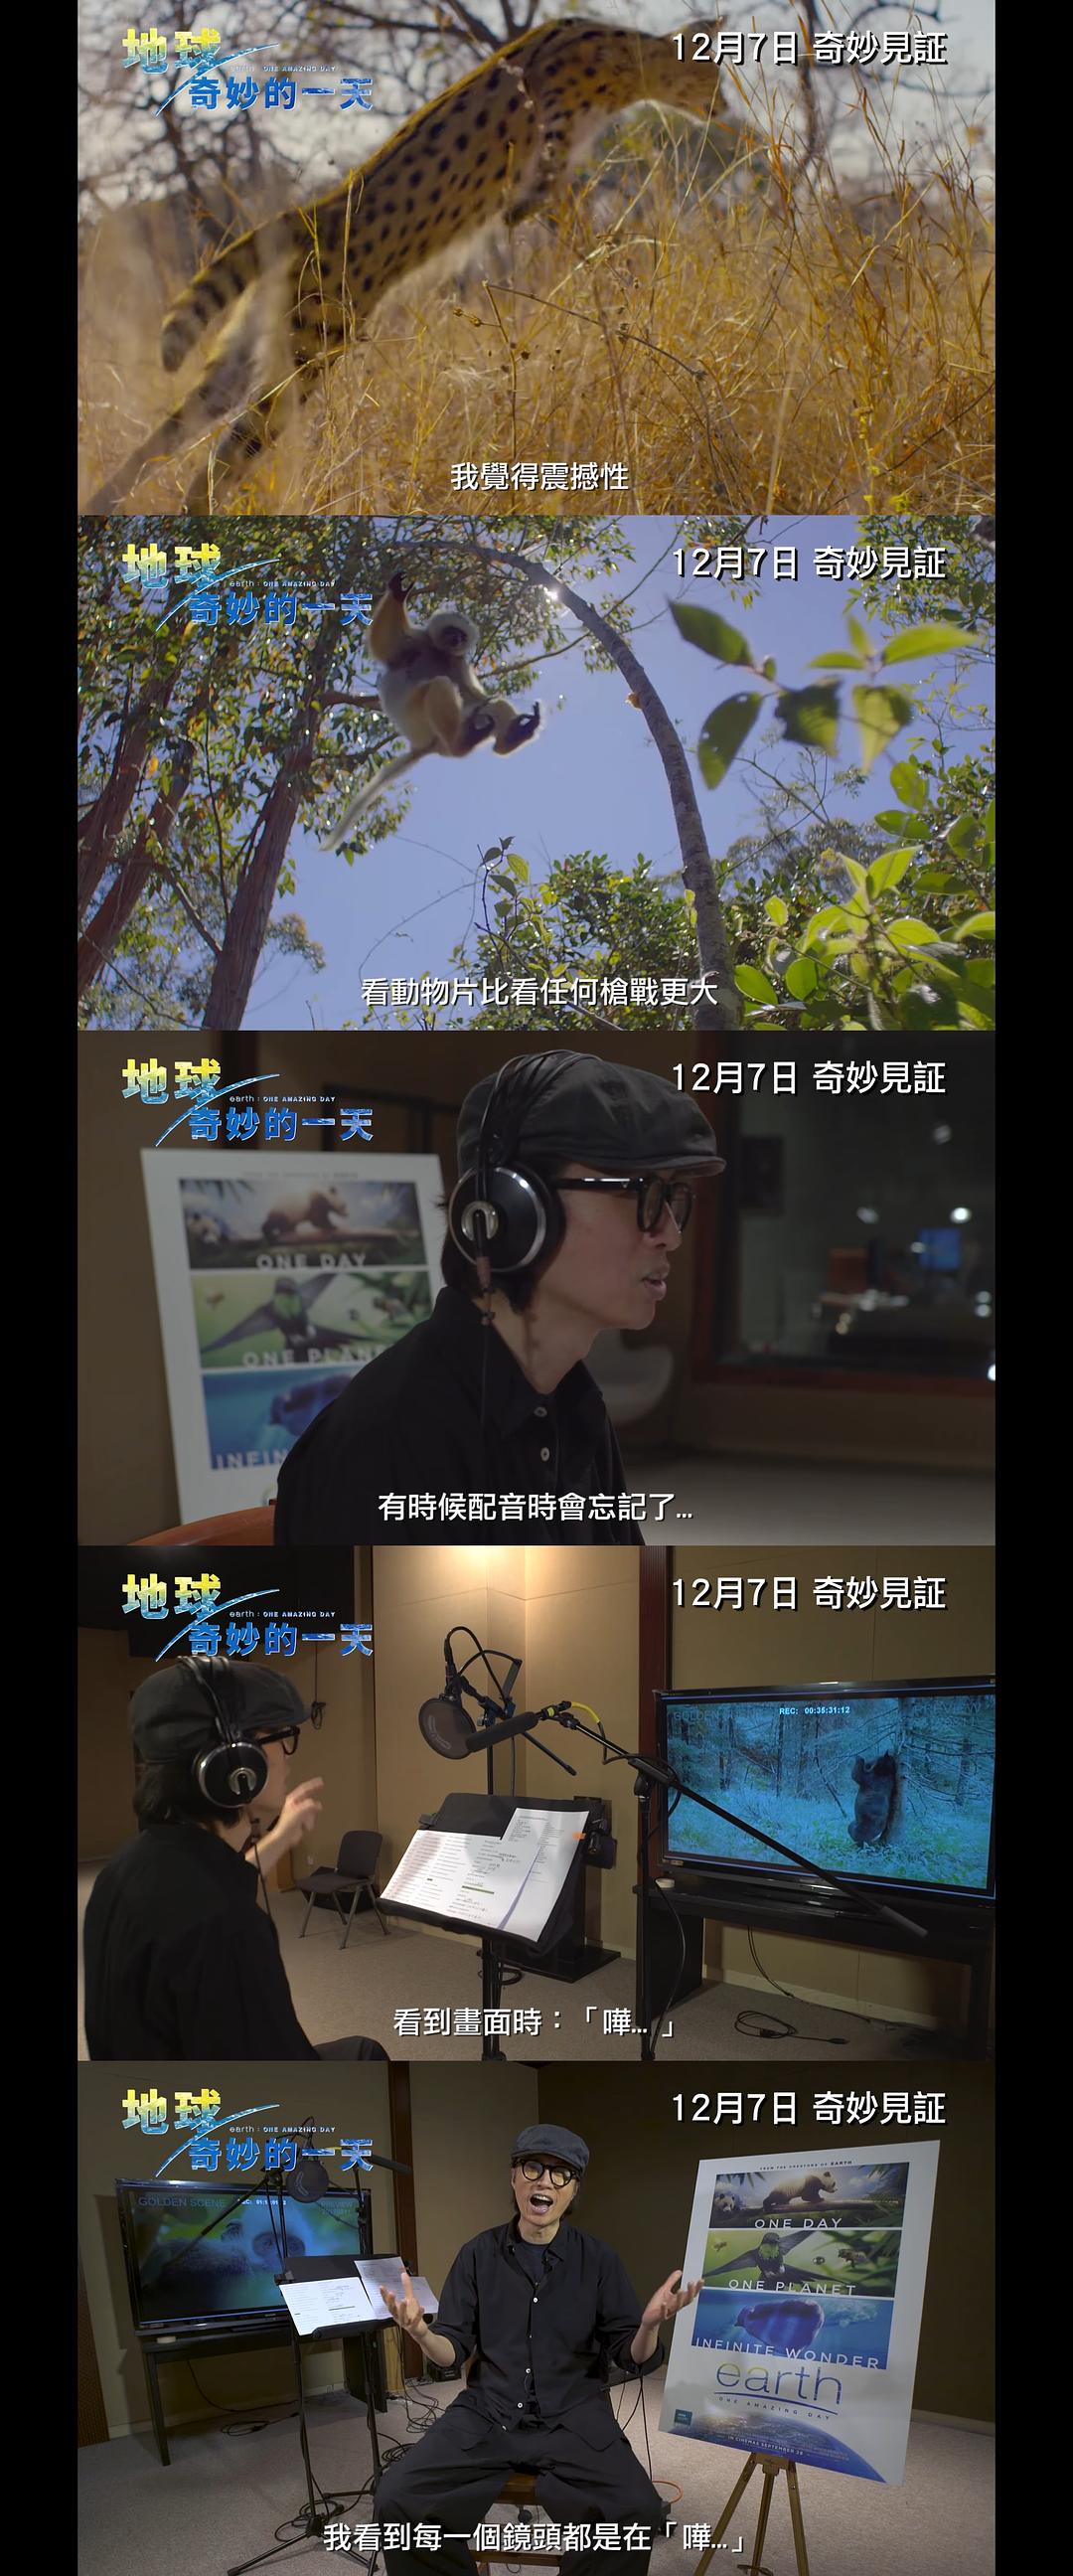 地球
earth : ONE AMAZING DAY
奇妙的一天
12月7日 奇妙見証
我覺得震撼性
地球
earth : ONE AMAZING DAY
奇妙的一天
12月7日 奇妙見証
看動物片比看任何槍戰更大
地球
earth : ONE AMAZING DAY
奇妙的一天
12月7日 奇妙見証
ONE DAY
ONE PLANE
INFIN
有時候配音時會忘記了...
地球
earth : ONE AMAZING DAY
奇妙的一天
12月7日 奇妙見証
GOLDEN
REC: 00:35:31:12
看到畫面時：「嘩... 」
地球
earth : ONE AMAZING DAY
奇妙的一天
12月7日 奇妙見証
GOLDEN SCENE
FROM THE CREATORS OF EARTH
ONE DAY
ONE PLANET
INFINITE WONDER
earth
ONE AMAZING DAY
IN CINEMAS SEPTEMBER
我看到每一個鏡頭都是在「嘩...」